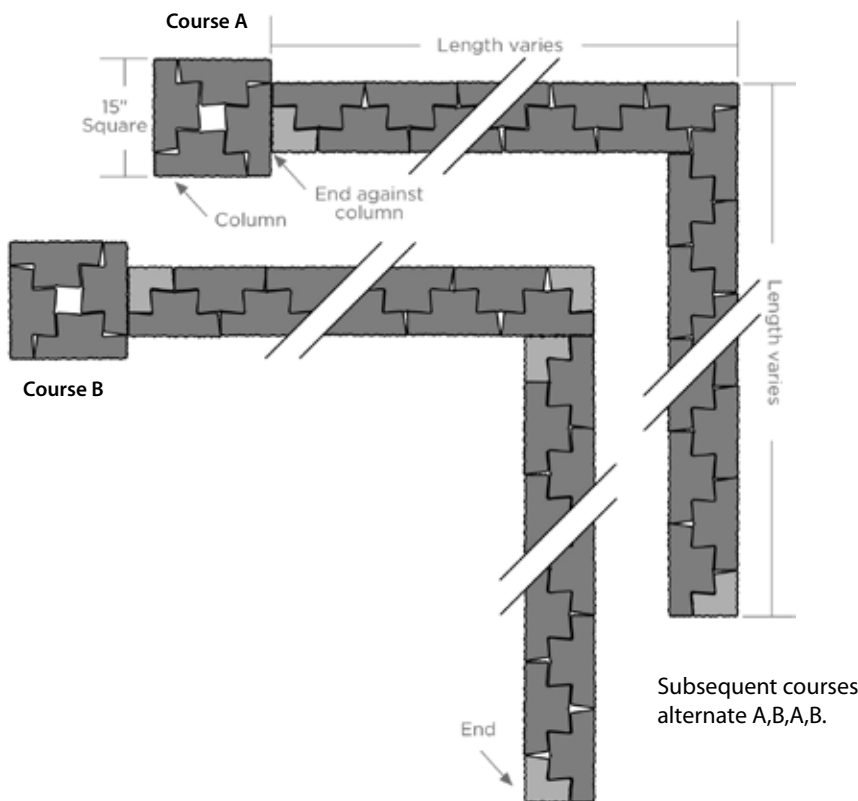 Course A
Length varies
15"
Square
End against
column
Column
Length varies
Course B
Subsequent courses
alternate A,B,A,B.
End